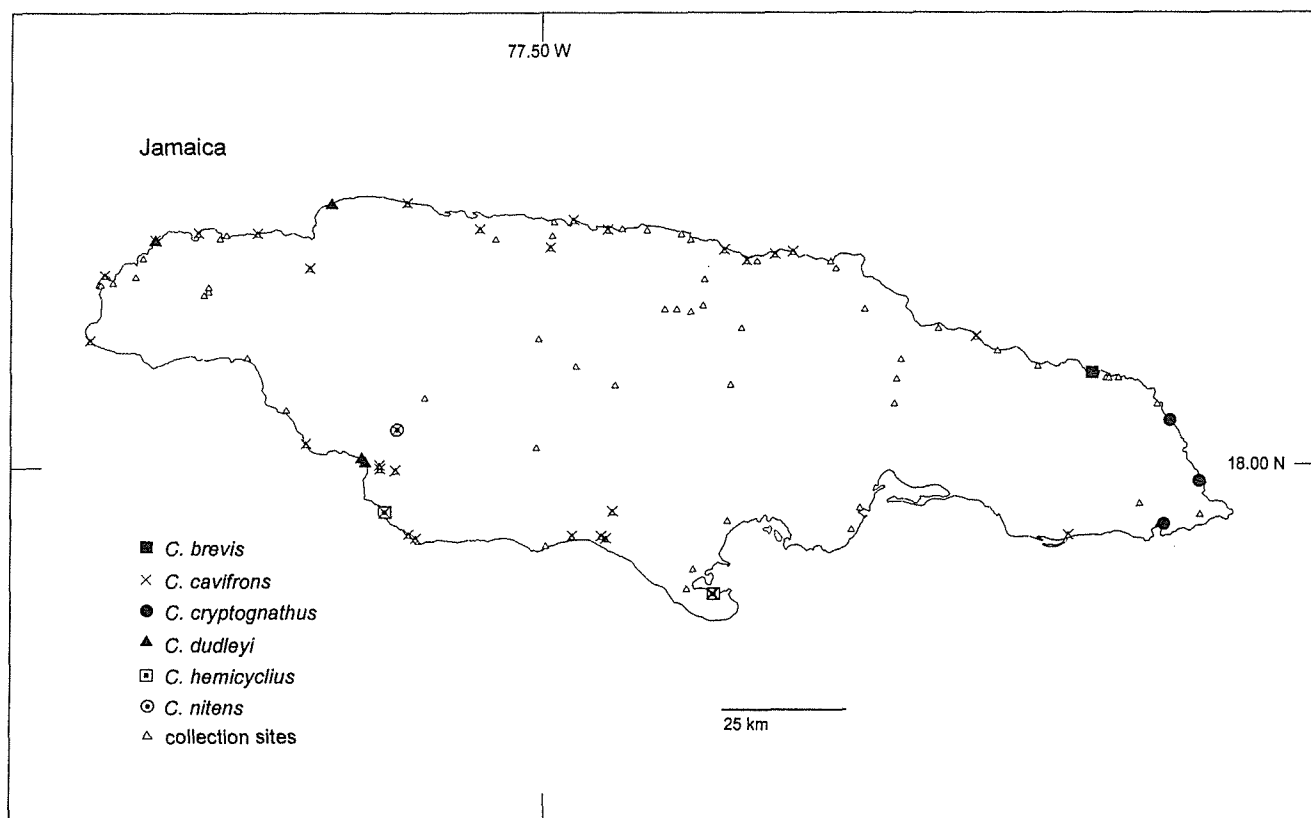 77.50 W
Jamaica
18.00 N
C. brevis
C. cavifrons
C. cryptognathus
C. dudleyi
C. hemicyclius
C. nitens
collection sites
25 km